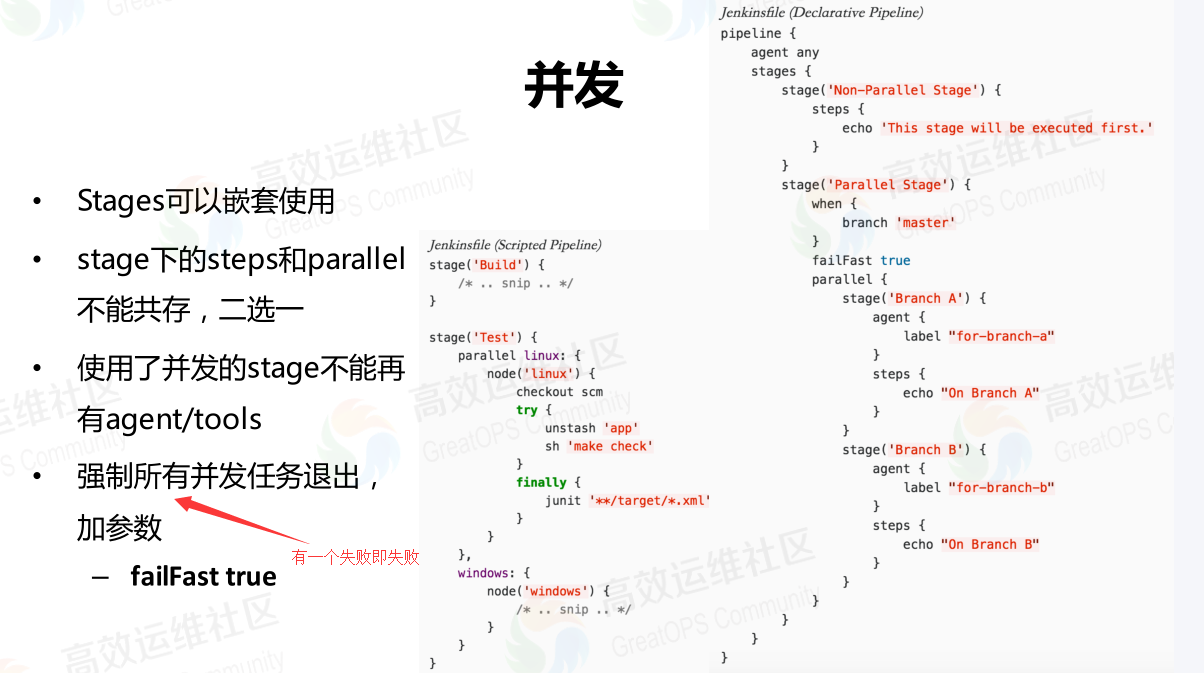 并发
• Stages可以嵌套使用
• stage下的steps和parallel
不能共存，二选一
• 使用了并发的stage不能再
有agent/tools
• 强制所有并发任务退出，
加参数
– failFast true
有一个失败即失败
Jenkinsfile (Scripted Pipeline)
stage('Build') {
    /* .. snip .. */
}
stage('Test') {
    parallel linux: {
        node('linux') {
            checkout scm
            try {
                unstash 'app'
                sh 'make check'
            }
            finally {
                junit '**/target/*.xml'
            }
        }
    },
    windows: {
        node('windows') {
            /* .. snip .. */
        }
    }
}
Jenkinsfile (Declarative Pipeline)
pipeline {
    agent any
    stages {
        stage('Non-Parallel Stage') {
            steps {
                echo 'This stage will be executed first.'
            }
        }
        stage('Parallel Stage') {
            when {
                branch 'master'
            }
            failFast true
            parallel {
                stage('Branch A') {
                    agent {
                        label "for-branch-a"
                    }
                    steps {
                        echo "On Branch A"
                    }
                }
                stage('Branch B') {
                    agent {
                        label "for-branch-b"
                    }
                    steps {
                        echo "On Branch B"
                    }
                }
            }
        }
    }
}
高效运维社区
GreatOPS Community